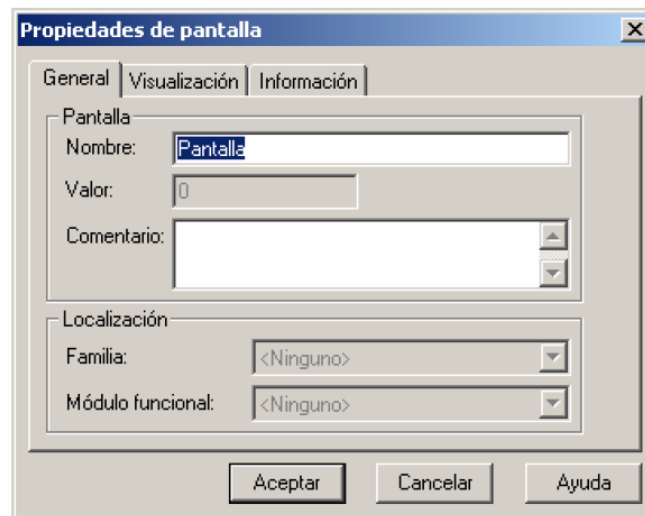 Propiedades de pantalla
General Visualización Información
Pantalla
Nombre: Pantalla
Valor: 0
Comentario:
Localización
Familia: <Ninguno>
Módulo funcional: <Ninguno>
Aceptar Cancelar Ayuda